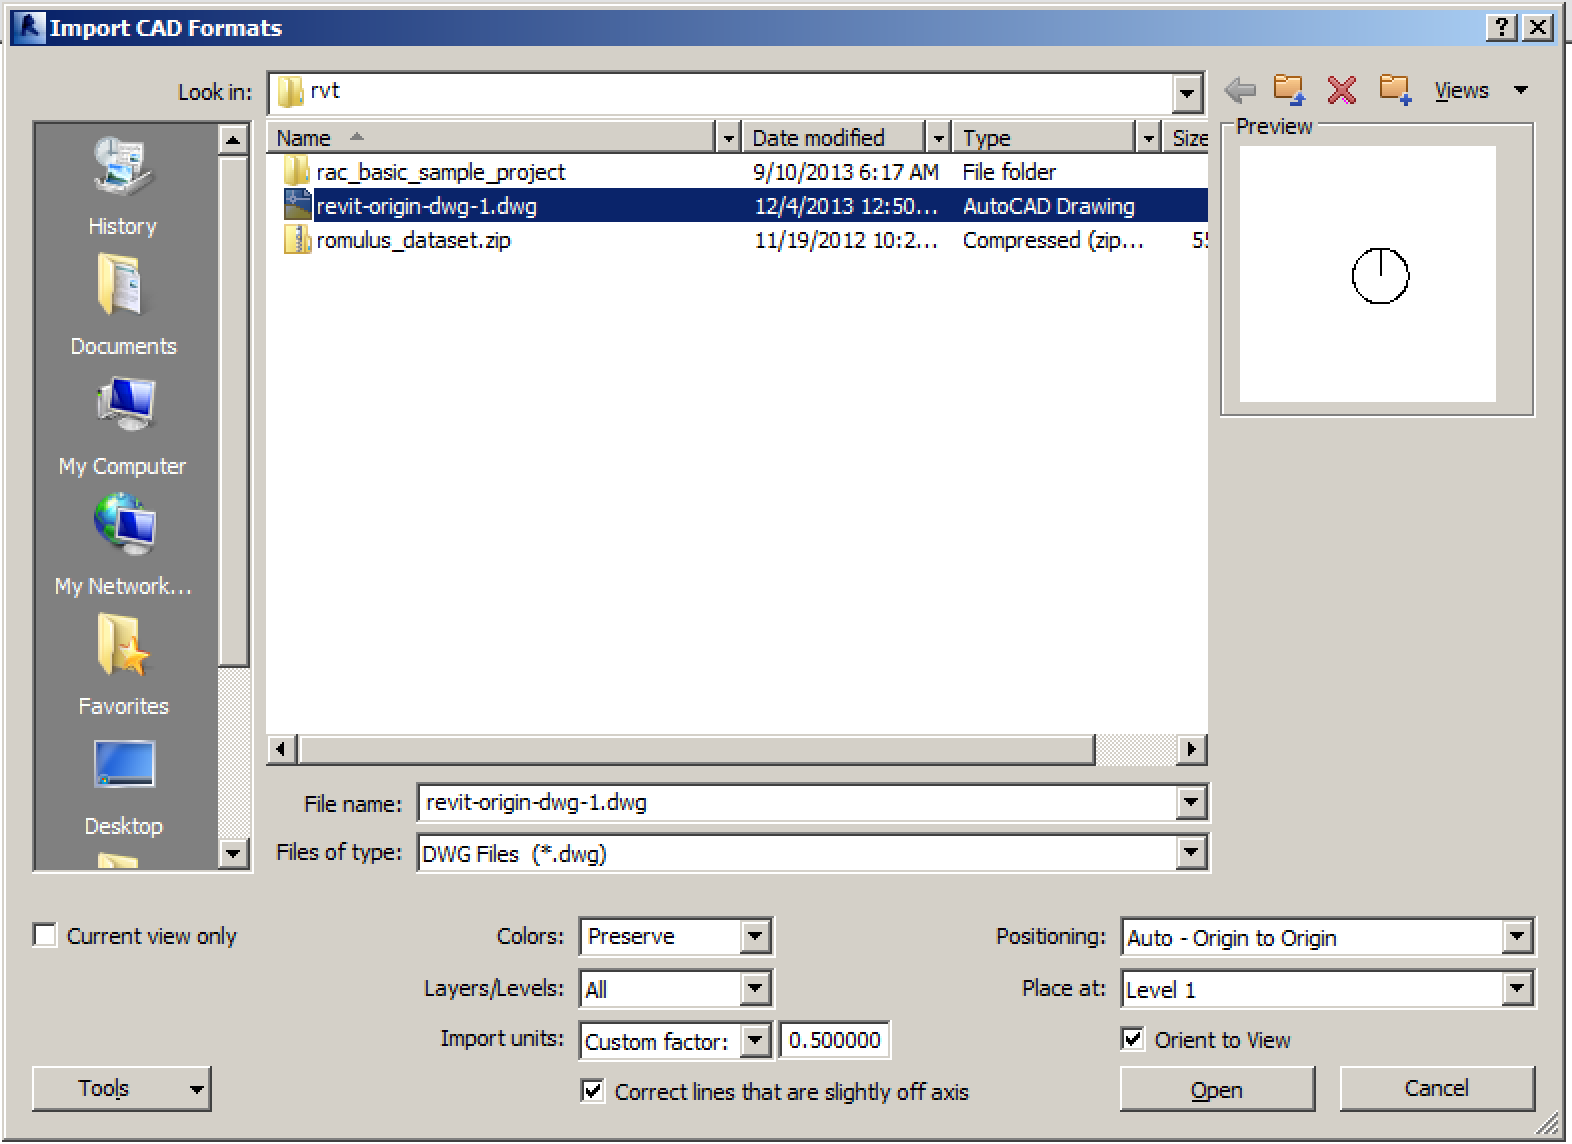 Import CAD Formats
Look in: rvt Views
Name Date modified Type Size
Preview
rac_basic_sample_project 9/10/2013 6:17 AM File folder
revit-origin-dwg-1.dwg 12/4/2013 12:50... AutoCAD Drawing
romulus_dataset.zip 11/19/2012 10:2... Compressed (zip...
History
Documents
My Computer
My Network...
Favorites
Desktop
File name: revit-origin-dwg-1.dwg
Files of type: DWG Files (*.dwg)
Current view only Colors: Preserve Positioning: Auto - Origin to Origin
Layers/Levels: All Place at: Level 1
Import units: Custom factor: 0.500000 Orient to View
Tools Correct lines that are slightly off axis Open Cancel